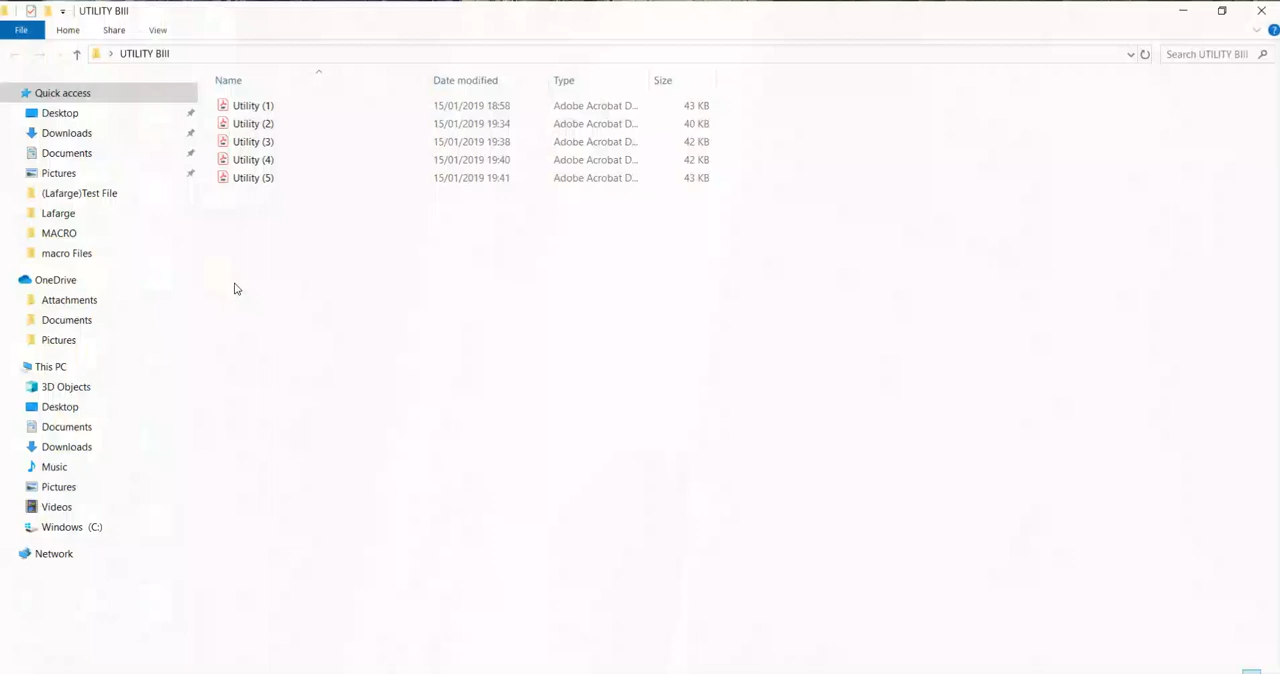 UTILITY BIll
File Home Share View
UTILITY BIll
Search UTILITY BIll
Name Date modified Type Size
Utility (1) 15/01/2019 18:58 Adobe Acrobat D... 43 KB
Utility (2) 15/01/2019 19:34 Adobe Acrobat D... 40 KB
Utility (3) 15/01/2019 19:38 Adobe Acrobat D... 42 KB
Utility (4) 15/01/2019 19:40 Adobe Acrobat D... 42 KB
Utility (5) 15/01/2019 19:41 Adobe Acrobat D... 43 KB
Quick access
Desktop
Downloads
Documents
Pictures
(Lafarge)Test File
Lafarge
MACRO
macro Files
OneDrive
Attachments
Documents
Pictures
This PC
3D Objects
Desktop
Documents
Downloads
Music
Pictures
Videos
Windows (C:)
Network